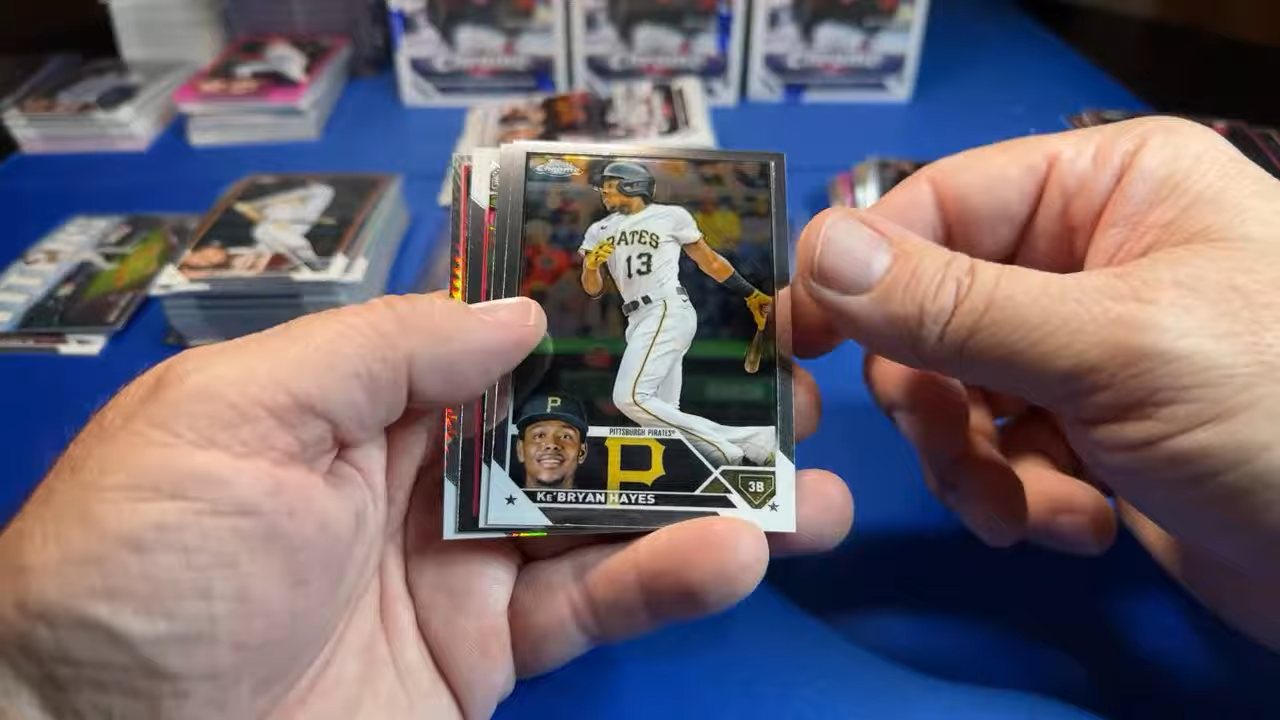 Chrome
Chrome
PIRATES
13
P
PITTSBURGH PIRATES®
P
3B
KE'BRYAN HAYES